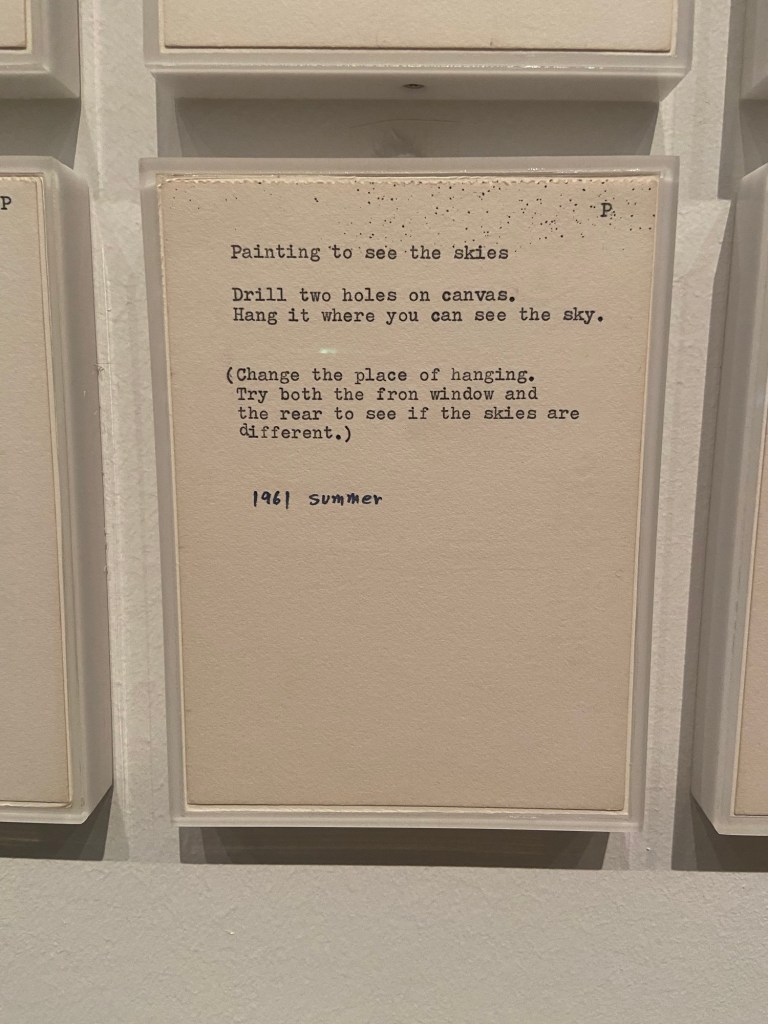 P
P
Painting to see the skies
Drill two holes on canvas.
Hang it where you can see the sky.
(Change the place of hanging.
Try both the fron window and
the rear to see if the skies are
different.)
1961 summer